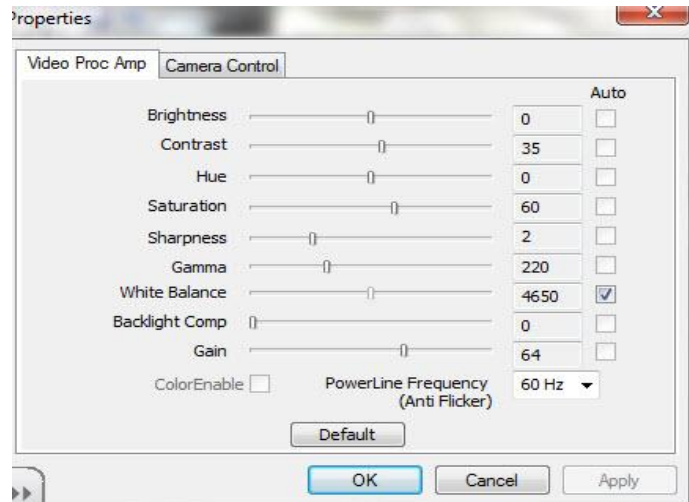 Properties
Video Proc Amp Camera Control
Auto
Brightness 0
Contrast 35
Hue 0
Saturation 60
Sharpness 2
Gamma 220
White Balance 4650
Backlight Comp 0
Gain 64
ColorEnable PowerLine Frequency 60 Hz
(Anti Flicker)
Default
OK Cancel Apply